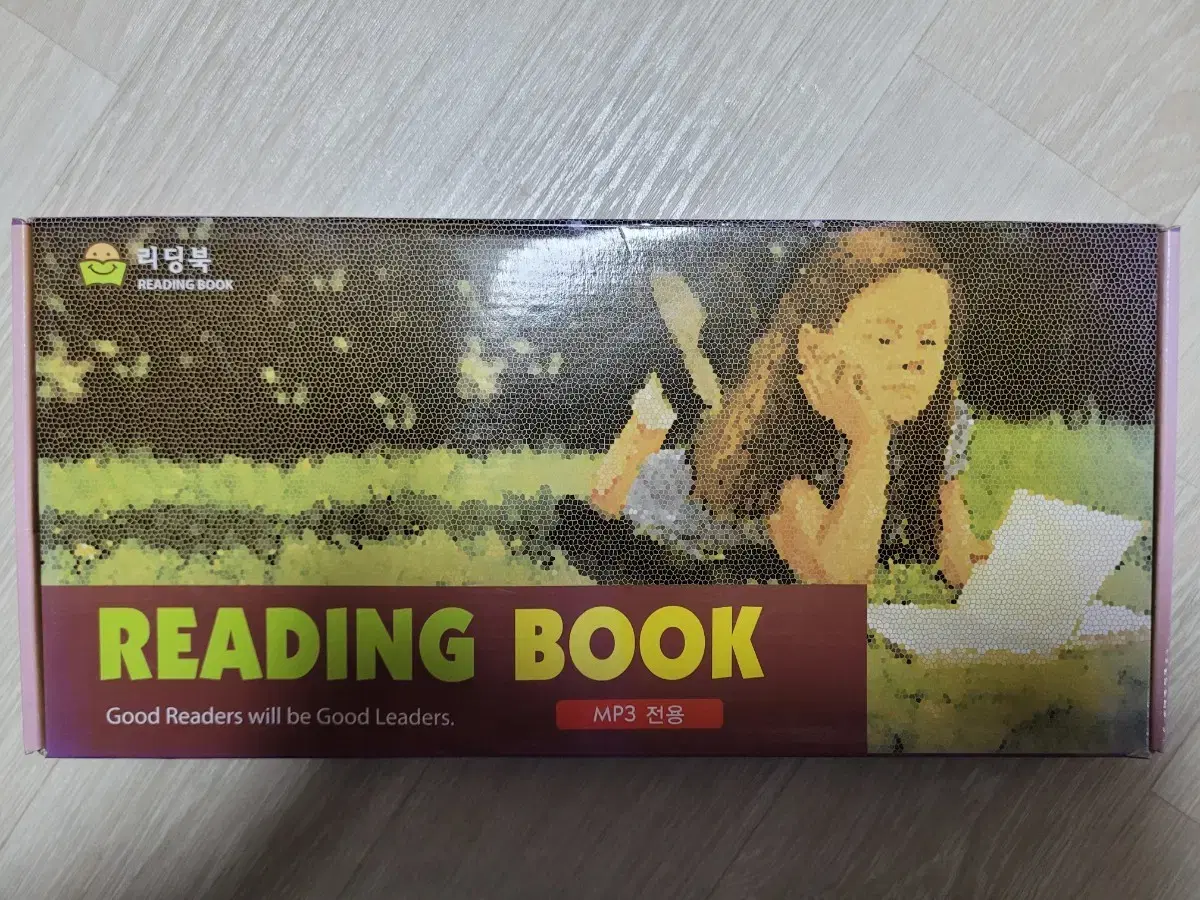 리딩북
READING BOOK
READING BOOK
Good Readers will be Good Leaders.
MP3 전용